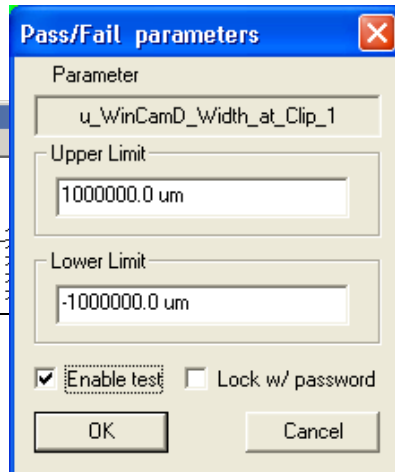 Pass/Fail parameters
Parameter
u_WinCamD_Width_at_Clip_1
Upper Limit
1000000.0 um
Lower Limit
-1000000.0 um
Enable test Lock w/ password
OK Cancel